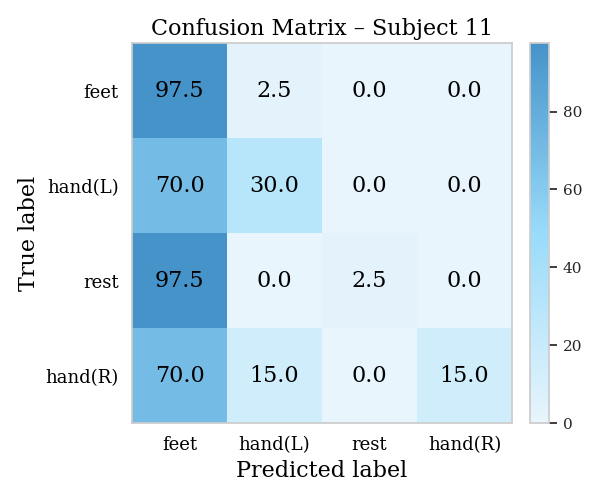 Confusion Matrix – Subject 11
True label
feet 97.5 2.5 0.0 0.0
hand(L) 70.0 30.0 0.0 0.0
rest 97.5 0.0 2.5 0.0
hand(R) 70.0 15.0 0.0 15.0
feet hand(L) rest hand(R)
Predicted label
80
60
40
20
0